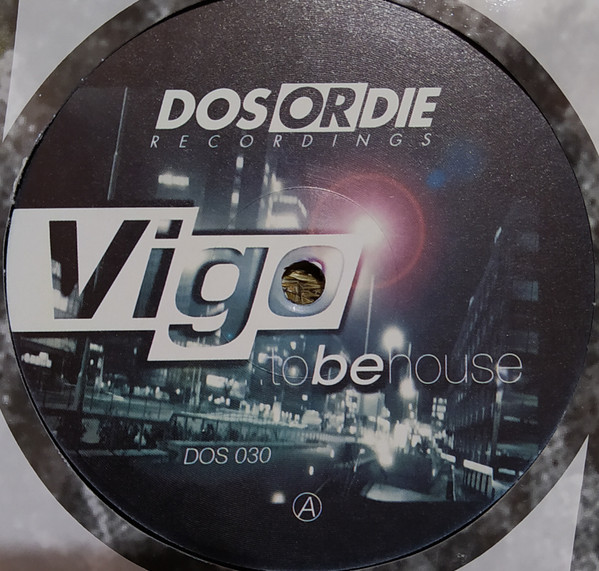 DOSORDIE
RECORDINGS
Vigo
tobehouse
DOS 030
A